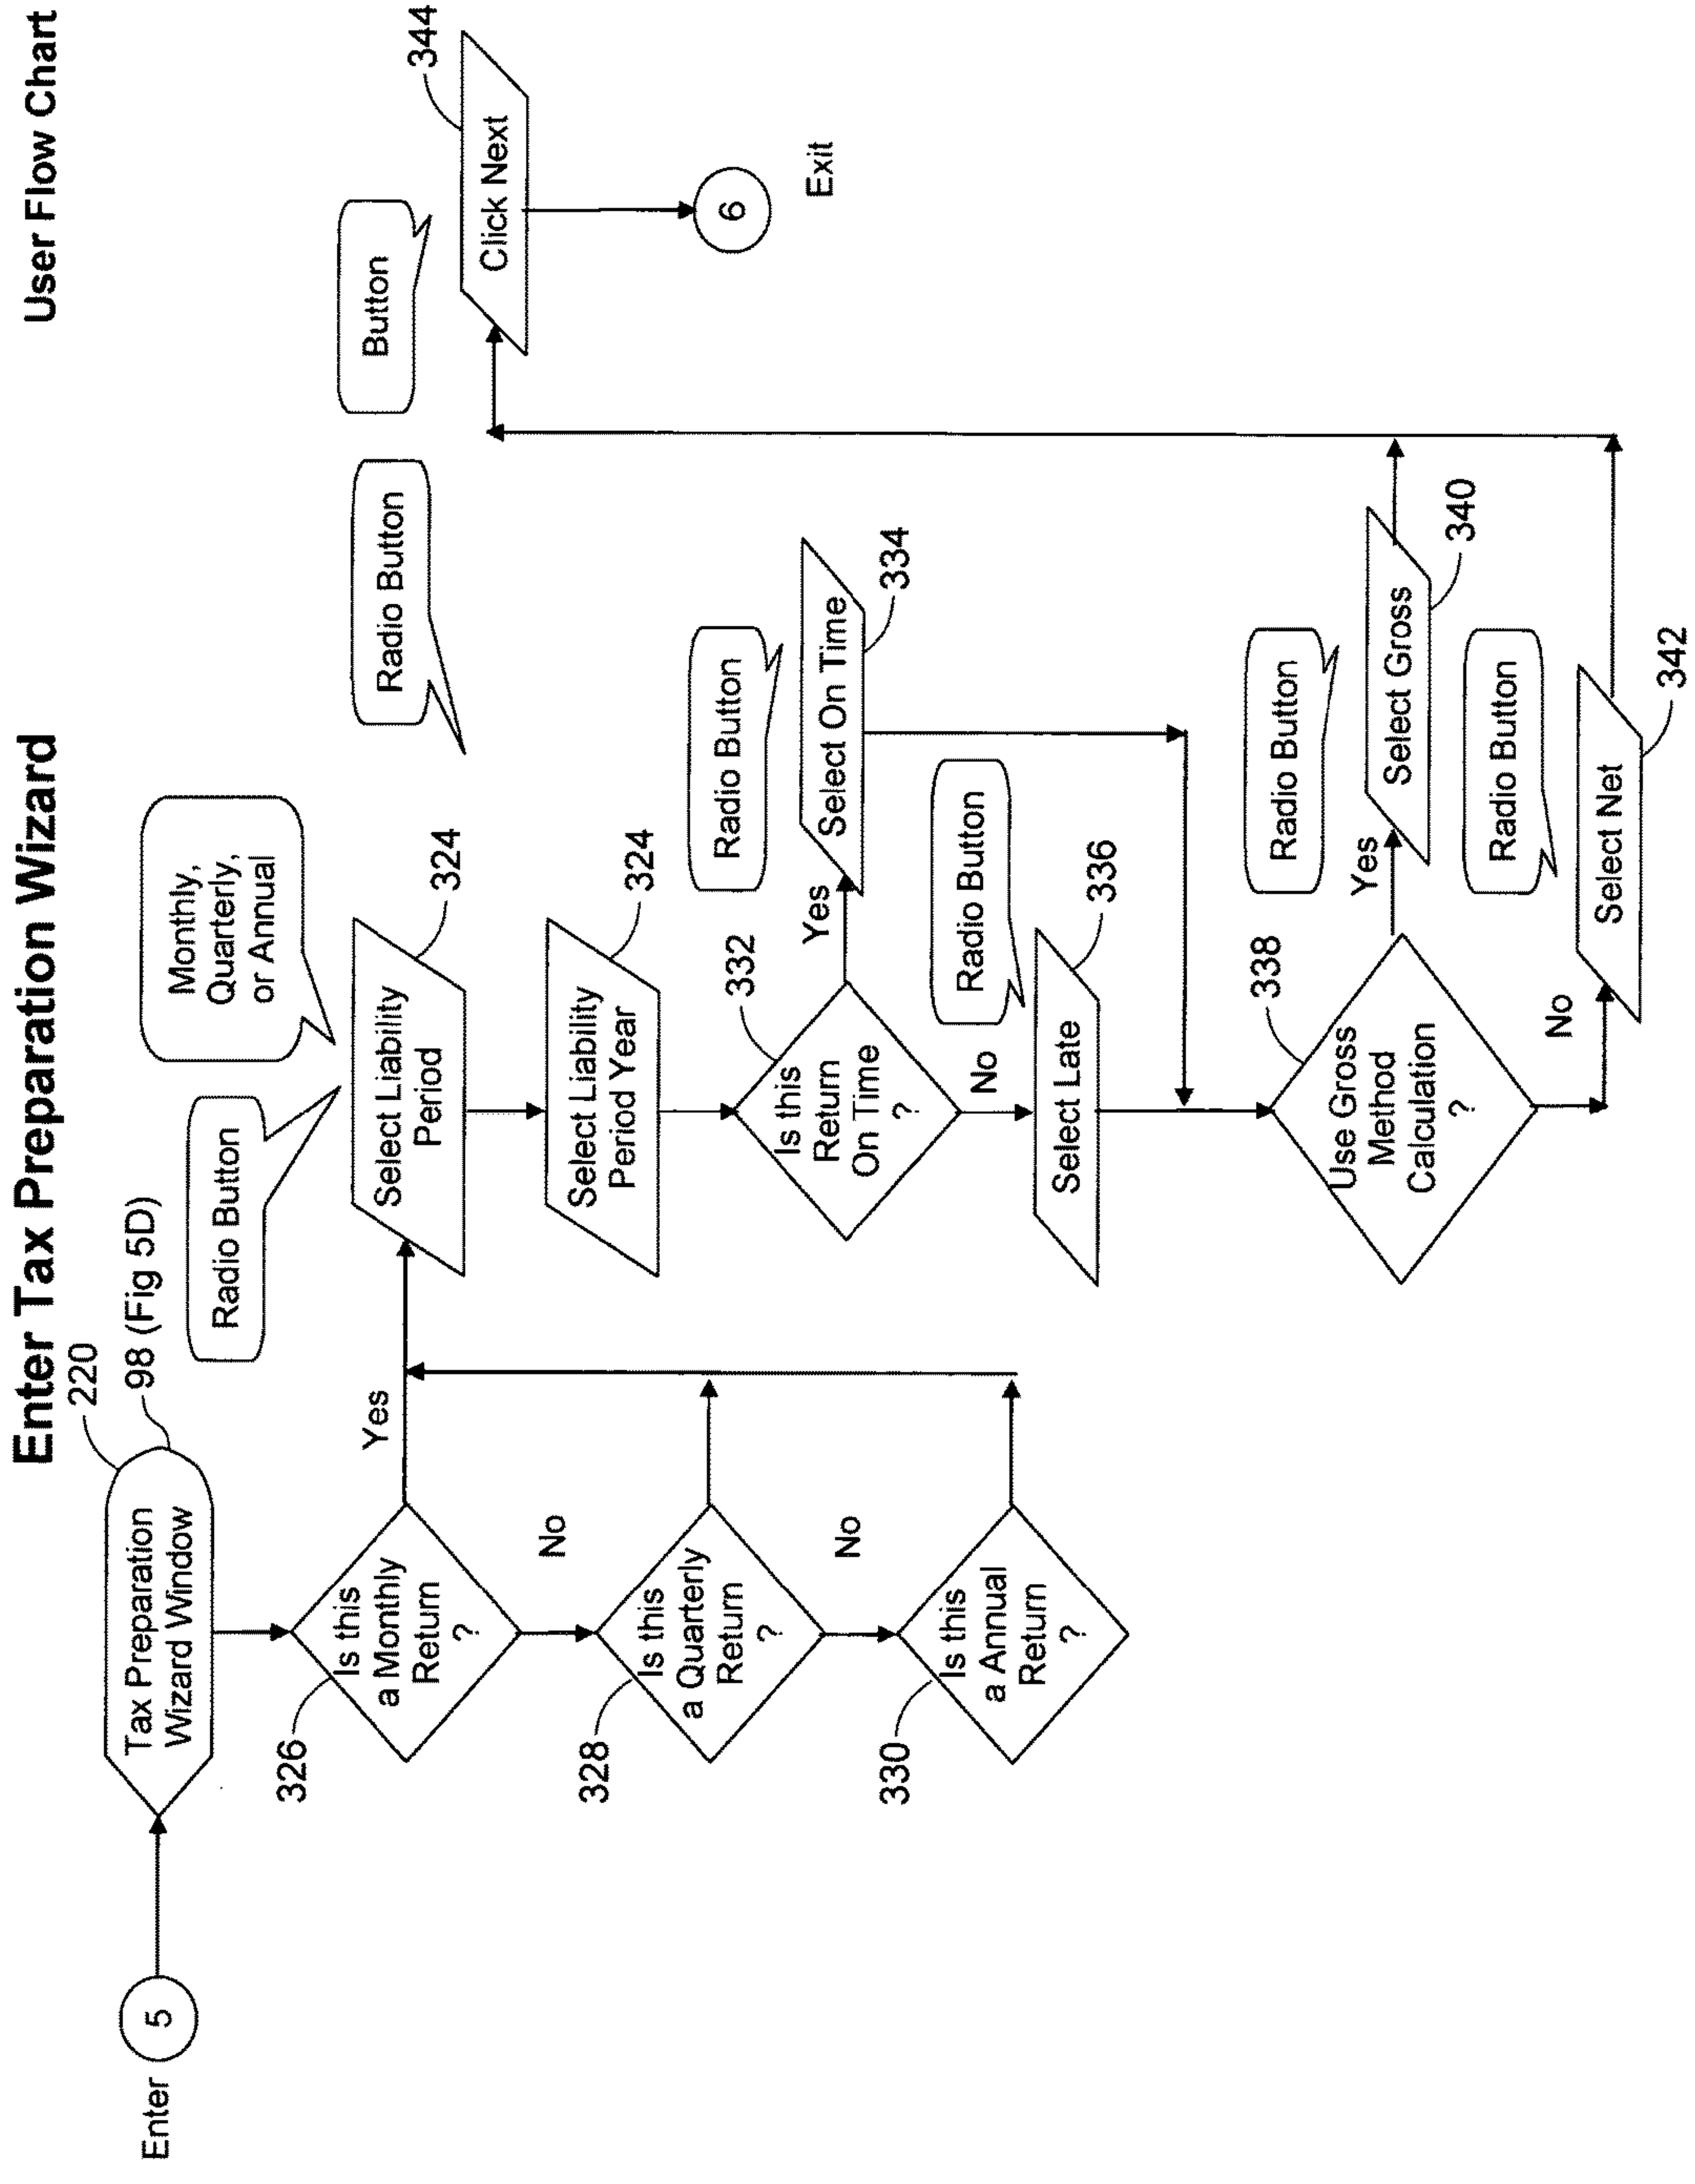 Enter Tax Preparation Wizard
User Flow Chart
Enter
5
Tax Preparation
Wizard Window
220
98 (Fig 5D)
326
Is this
a Monthly
Return
?
Yes
No
328
Is this
a Quarterly
Return
?
No
330
Is this
a Annual
Return
?
Radio Button
Monthly,
Quarterly,
or Annual
Select Liability
Period
324
Radio Button
Select Liability
Period Year
324
332
Is this
Return
On Time
?
Yes
Radio Button
Select On Time
334
No
Radio Button
Select Late
336
338
Use Gross
Method
Calculation
?
Yes
Radio Button
Select Gross
340
No
Radio Button
Select Net
342
Button
Click Next
344
6
Exit